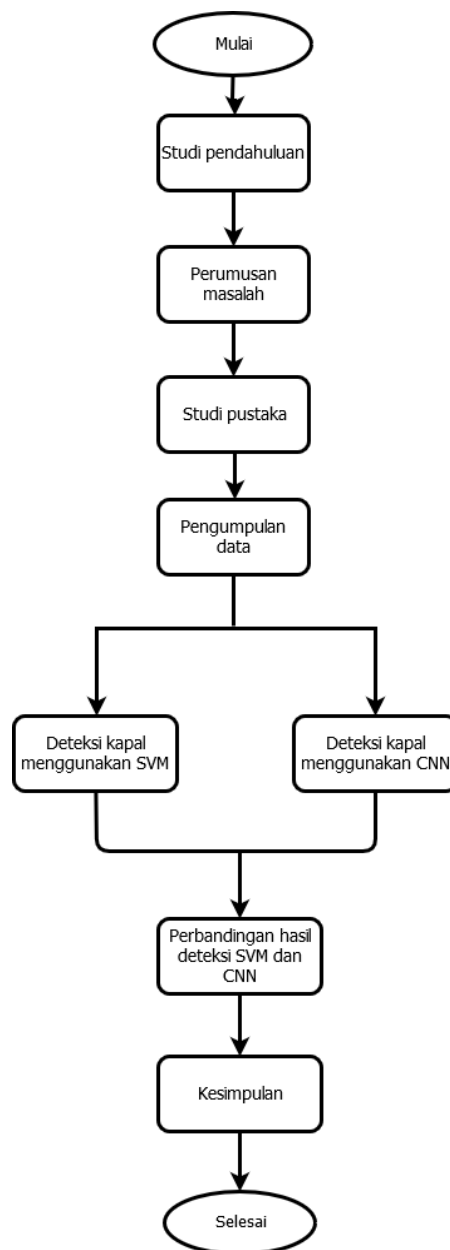 Mulai
Studi pendahuluan
Perumusan
masalah
Studi pustaka
Pengumpulan
data
Deteksi kapal
menggunakan SVM
Deteksi kapal
menggunakan CNN
Perbandingan hasil
deteksi SVM dan
CNN
Kesimpulan
Selesai